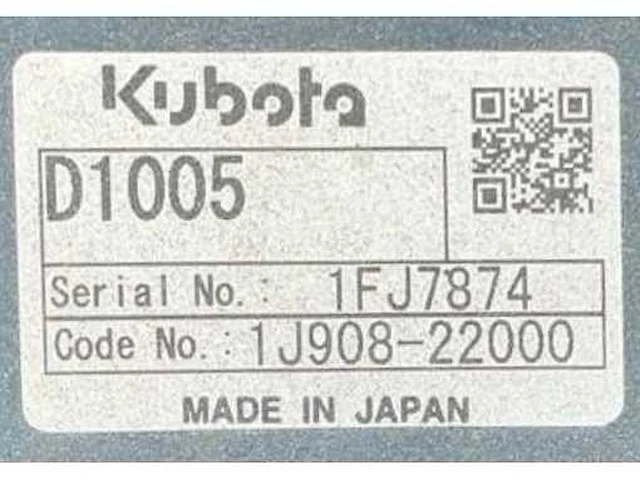 Kubota
D1005
Serial No.: 1FJ7874
Code No.: 1J908-22000
MADE IN JAPAN